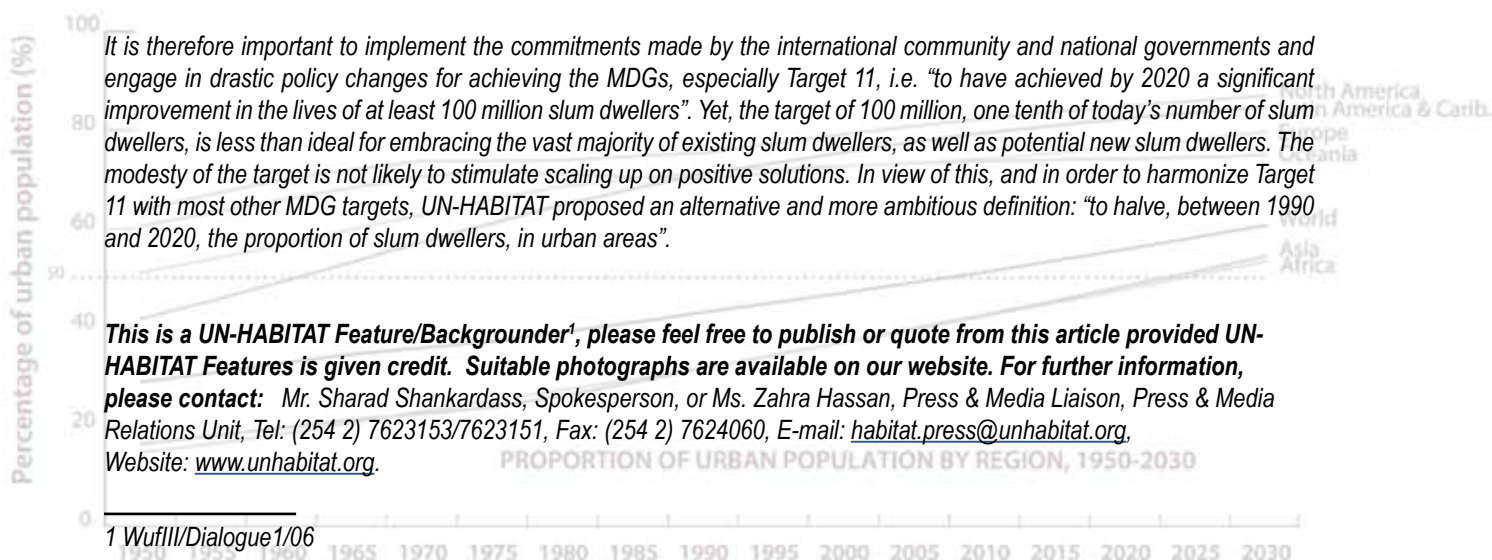 It is therefore important to implement the commitments made by the international community and national governments and
engage in drastic policy changes for achieving the MDGs, especially Target 11, i.e. “to have achieved by 2020 a significant
improvement in the lives of at least 100 million slum dwellers”. Yet, the target of 100 million, one tenth of today’s number of slum
dwellers, is less than ideal for embracing the vast majority of existing slum dwellers, as well as potential new slum dwellers. The
modesty of the target is not likely to stimulate scaling up on positive solutions. In view of this, and in order to harmonize Target
11 with most other MDG targets, UN-HABITAT proposed an alternative and more ambitious definition: “to halve, between 1990
and 2020, the proportion of slum dwellers, in urban areas”.
This is a UN-HABITAT Feature/Backgrounder1, please feel free to publish or quote from this article provided UN-
HABITAT Features is given credit. Suitable photographs are available on our website. For further information,
please contact: Mr. Sharad Shankardass, Spokesperson, or Ms. Zahra Hassan, Press & Media Liaison, Press & Media
Relations Unit, Tel: (254 2) 7623153/7623151, Fax: (254 2) 7624060, E-mail: habitat.press@unhabitat.org,
Website: www.unhabitat.org.
1 WufIII/Dialogue1/06
Percentage of urban population (%)
100
80
60
50
40
20
0
North America
America & Carib.
Europe
Oceania
World
Asia
Africa
PROPORTION OF URBAN POPULATION BY REGION, 1950-2030
1950 1955 1960 1965 1970 1975 1980 1985 1990 1995 2000 2005 2010 2015 2020 2025 2030